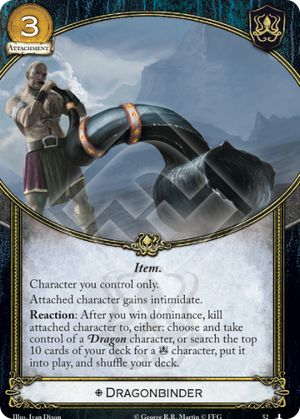 3
ATTACHMENT
Item.
Character you control only.
Attached character gains intimidate.
Reaction: After you win dominance, kill
attached character to, either: choose and take
control of a Dragon character, or search the top
10 cards of your deck for a character, put it
into play, and shuffle your deck.
DRAGONBINDER
Illus. Ivan Dixon © George R.R. Martin © FFG 52